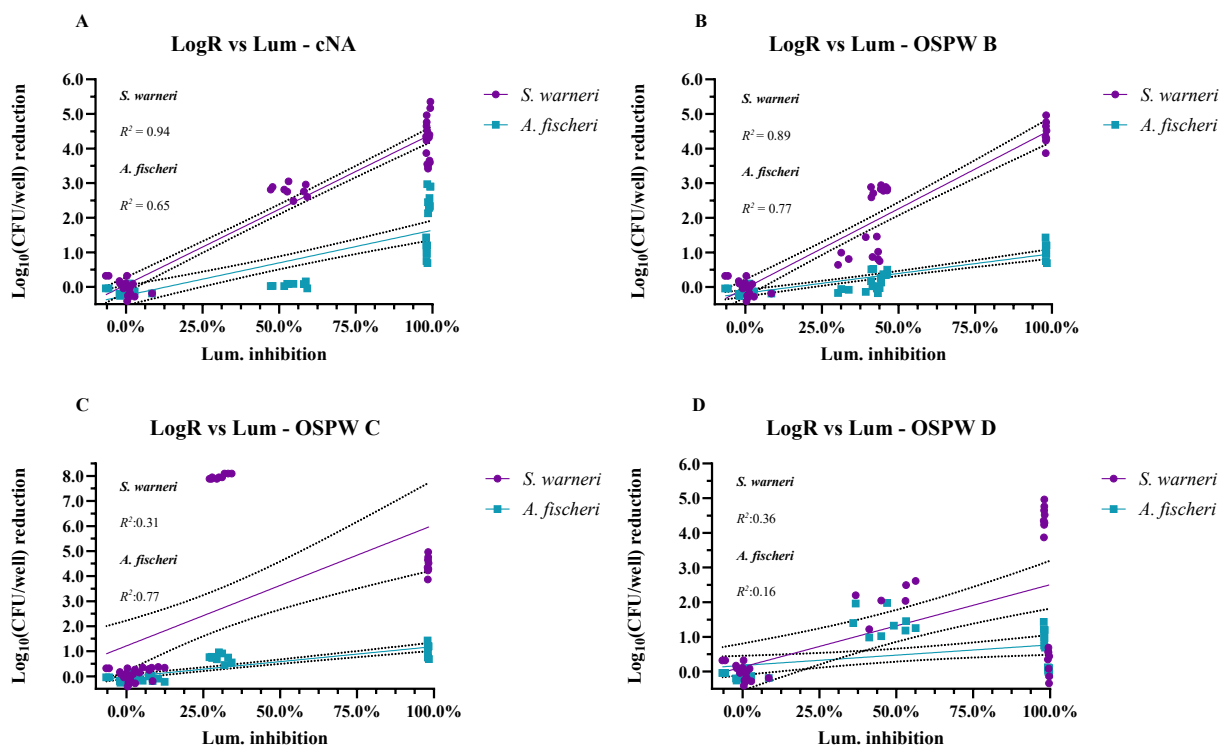 A
LogR vs Lum - cNA
Log10(CFU/well) reduction
6.0
5.0
4.0
3.0
2.0
1.0
0.0
S. warneri
R² = 0.94
A. fischeri
R² = 0.65
S. warneri
A. fischeri
0.0% 25.0% 50.0% 75.0% 100.0%
Lum. inhibition
B
LogR vs Lum - OSPW B
Log10(CFU/well) reduction
6.0
5.0
4.0
3.0
2.0
1.0
0.0
S. warneri
R² = 0.89
A. fischeri
R² = 0.77
S. warneri
A. fischeri
0.0% 25.0% 50.0% 75.0% 100.0%
Lum. inhibition
C
LogR vs Lum - OSPW C
Log10(CFU/well) reduction
8.0
7.0
6.0
5.0
4.0
3.0
2.0
1.0
0.0
S. warneri
R²:0.31
A. fischeri
R²:0.77
S. warneri
A. fischeri
0.0% 25.0% 50.0% 75.0% 100.0%
Lum. inhibition
D
LogR vs Lum - OSPW D
Log10(CFU/well) reduction
6.0
5.0
4.0
3.0
2.0
1.0
0.0
S. warneri
R²:0.36
A. fischeri
R²:0.16
S. warneri
A. fischeri
0.0% 25.0% 50.0% 75.0% 100.0%
Lum. inhibition